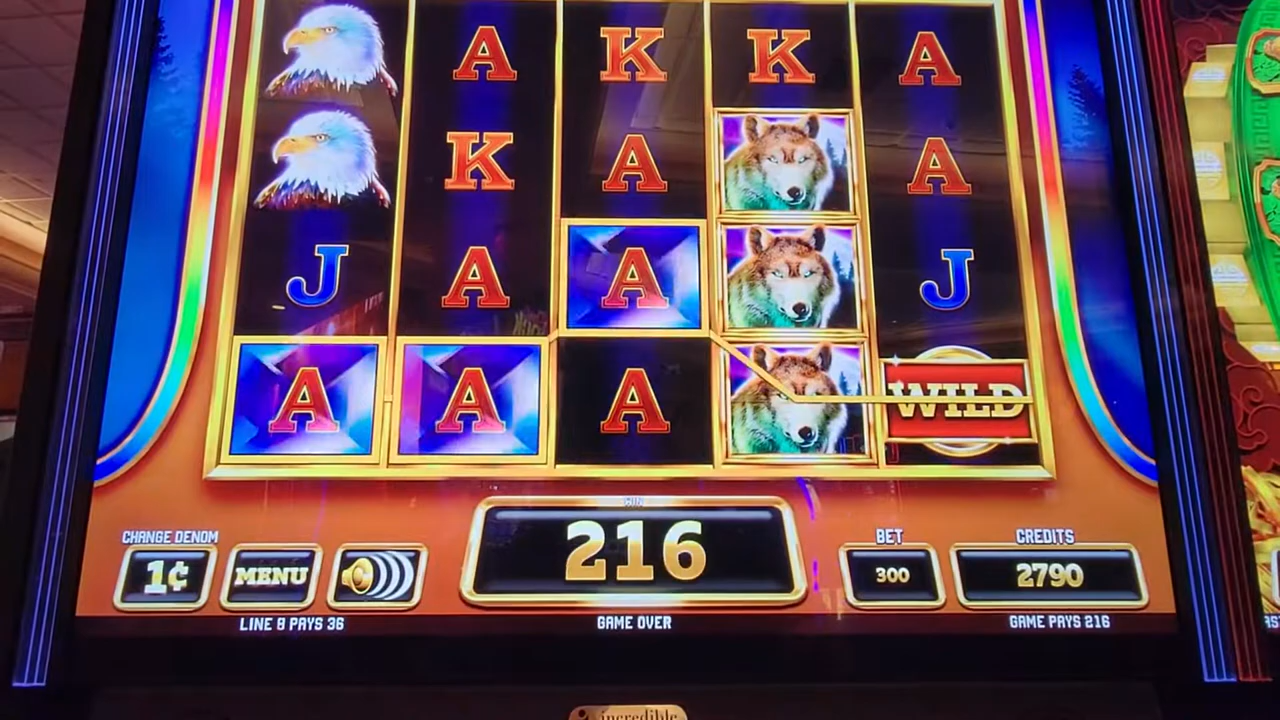 A K K A
K A A
J A A J
A A A WILD
WIN
216
CHANGE DENOM
1¢ MENU
BET
300
CREDITS
2790
LINE 8 PAYS 36
GAME OVER
GAME PAYS 216
incredible